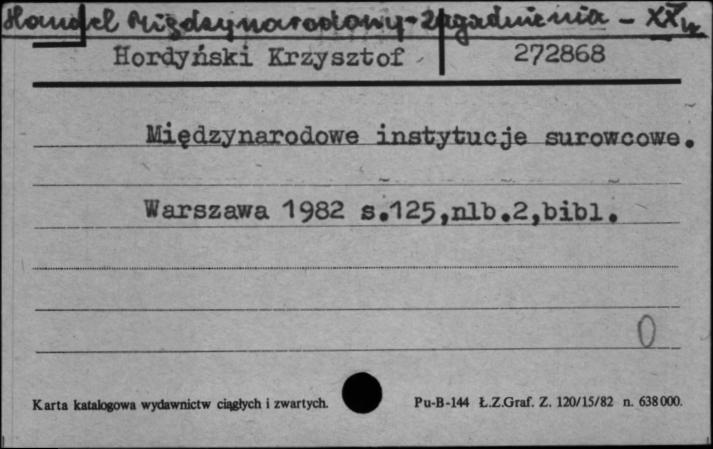 Handel Międzynarodowy-zagadnienia - XX w
Hordyński Krzysztof
272868
Międzynarodowe instytucje surowcowe.
Warszawa 1982 s.125,nlb.2,bibl.
0
Karta katalogowa wydawnictw ciągłych i zwartych.
Pu-B-144 Ł.Z.Graf. Z. 120/15/82 n. 638000.